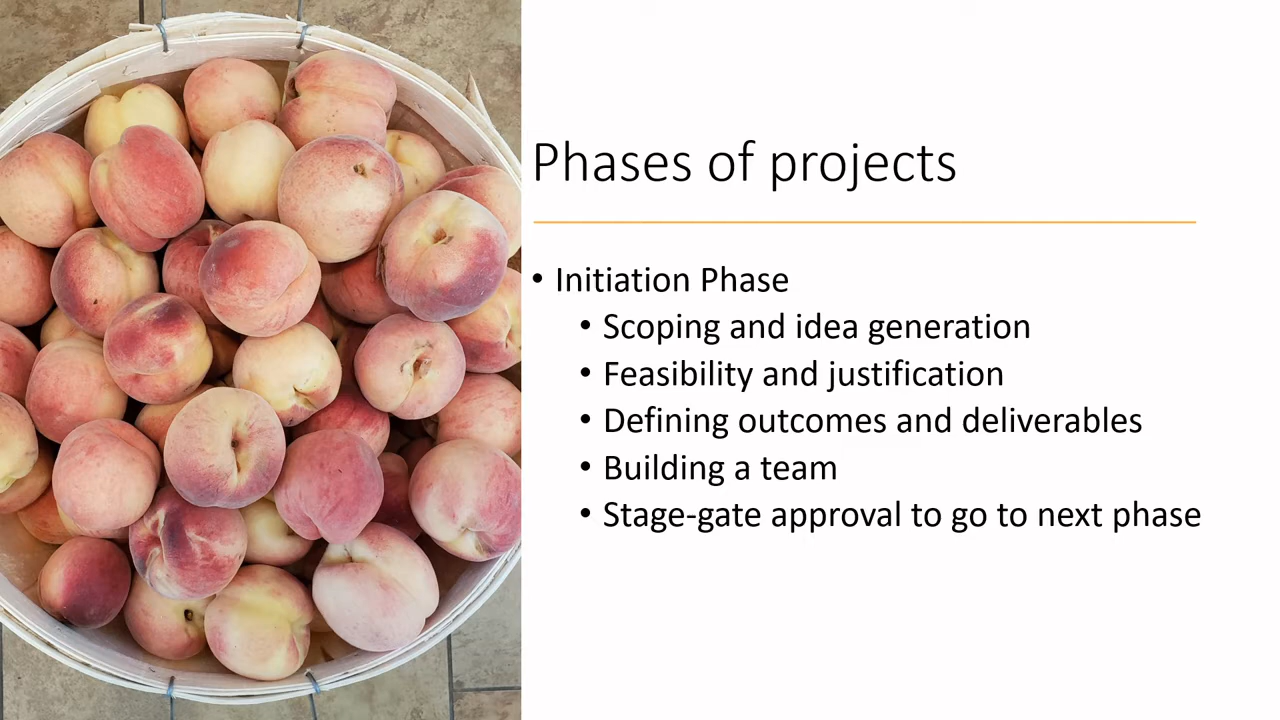 Phases of projects
• Initiation Phase
• Scoping and idea generation
• Feasibility and justification
• Defining outcomes and deliverables
• Building a team
• Stage-gate approval to go to next phase